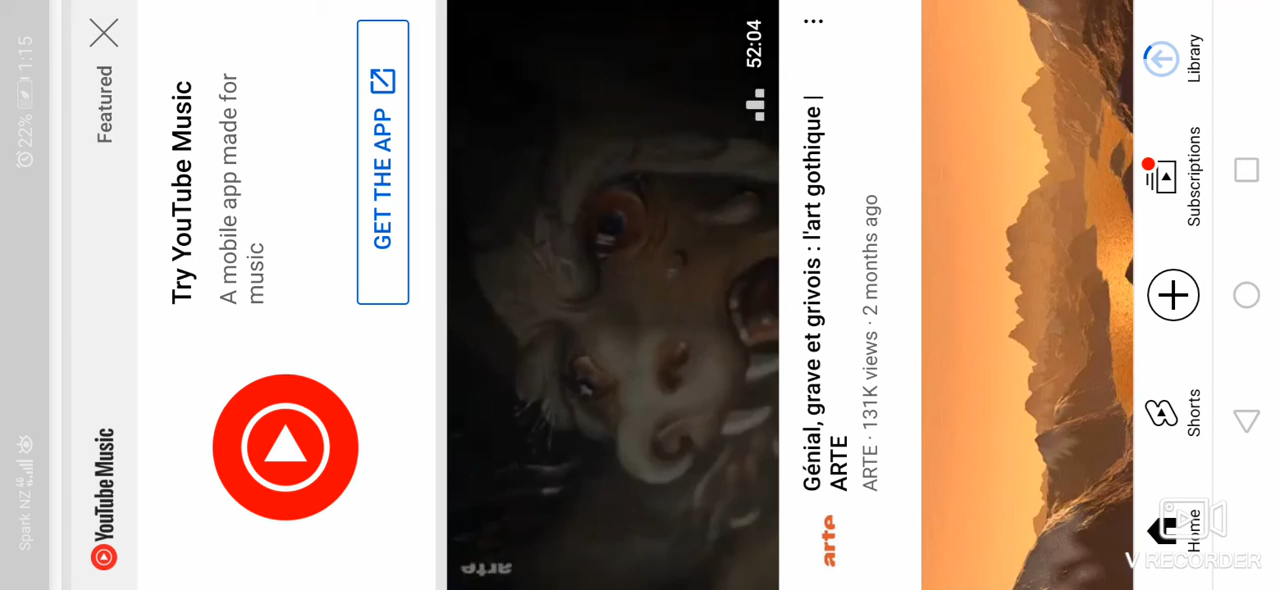 Spark NZ 4G
22% 1:15
YouTube Music
Featured
Try YouTube Music
A mobile app made for
music
GET THE APP
arte
52:04
arte
Génial, grave et grivois : l'art gothique |
ARTE
ARTE · 131K views · 2 months ago
Home
Shorts
Subscriptions
Library
V RECORDER